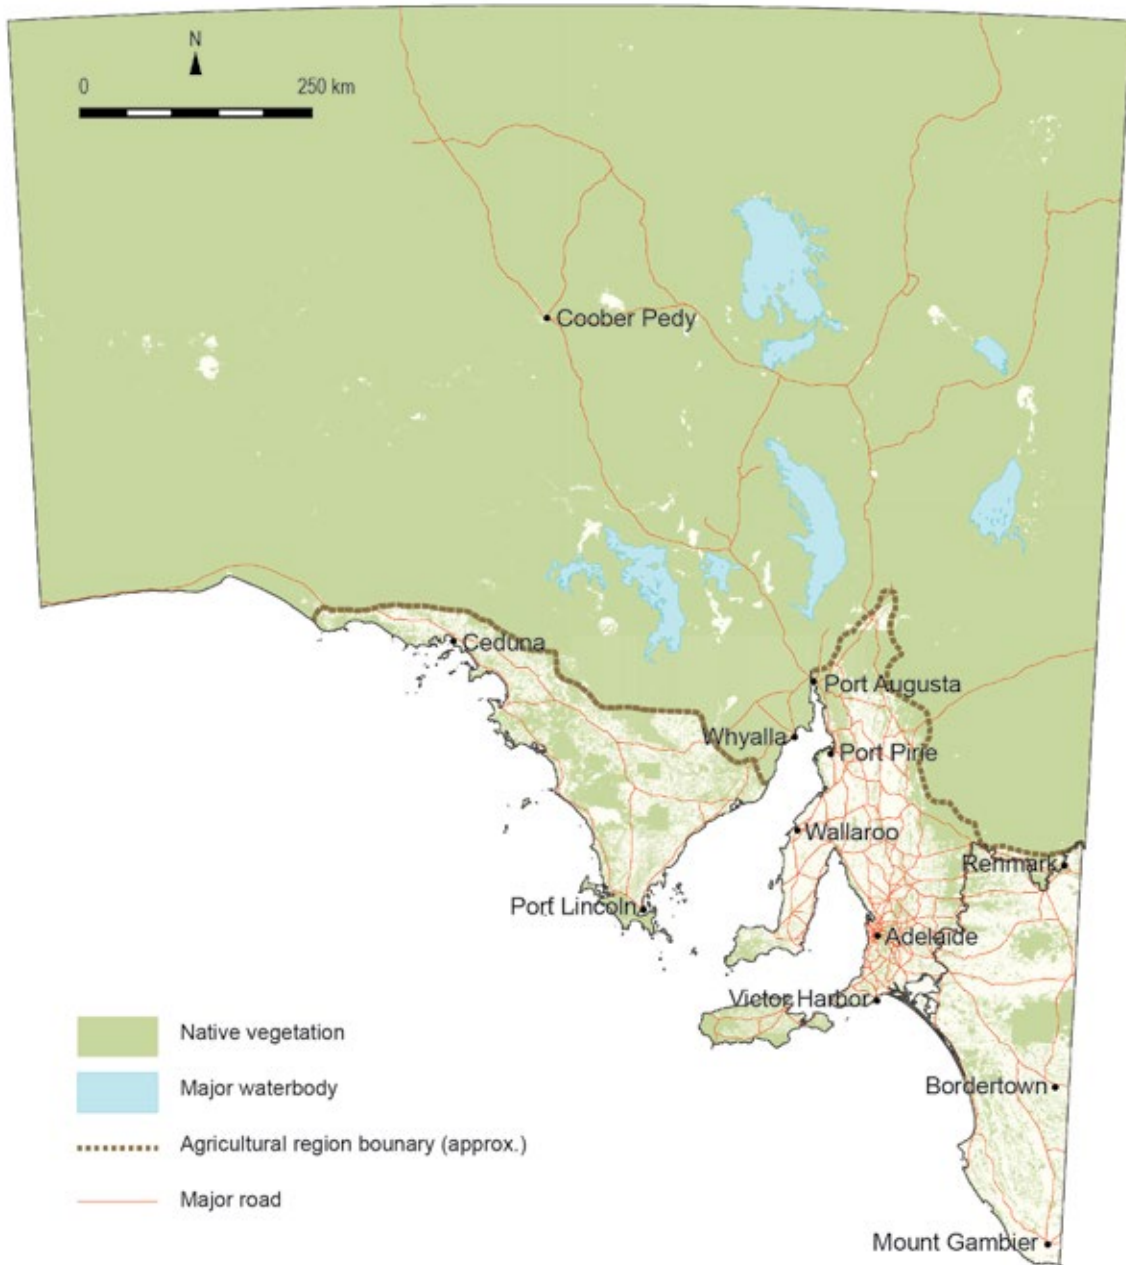 N
0 250 km
Coober Pedy
Ceduna
Port Augusta
Whyalla
Port Pirie
Wallaroo
Renmark
Port Lincoln
Adelaide
Victor Harbor
Native vegetation
Major waterbody
Bordertown
Agricultural region bounary (approx.)
Major road
Mount Gambier